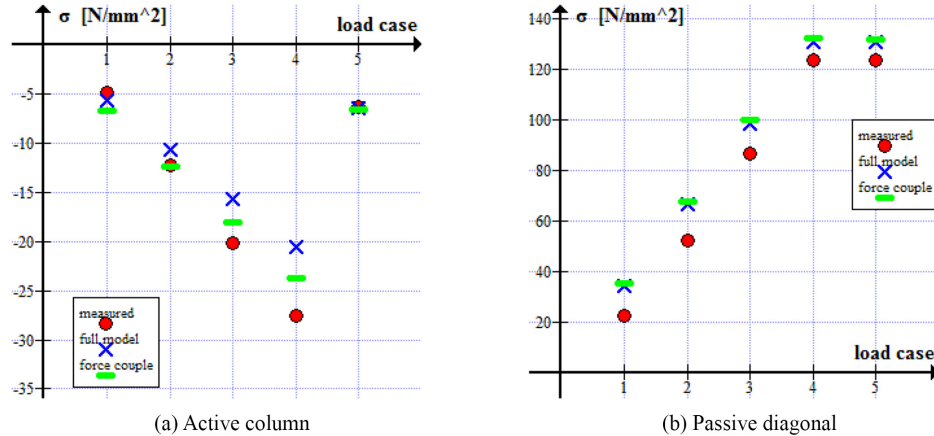 σ [N/mm^2]
load case
1 2 3 4 5
-5
-10
-15
-20
-25
-30
-35
measured
full model
force couple
(a) Active column
σ [N/mm^2]
140
120
100
80
60
40
20
measured
full model
force couple
load case
1 2 3 4 5
(b) Passive diagonal